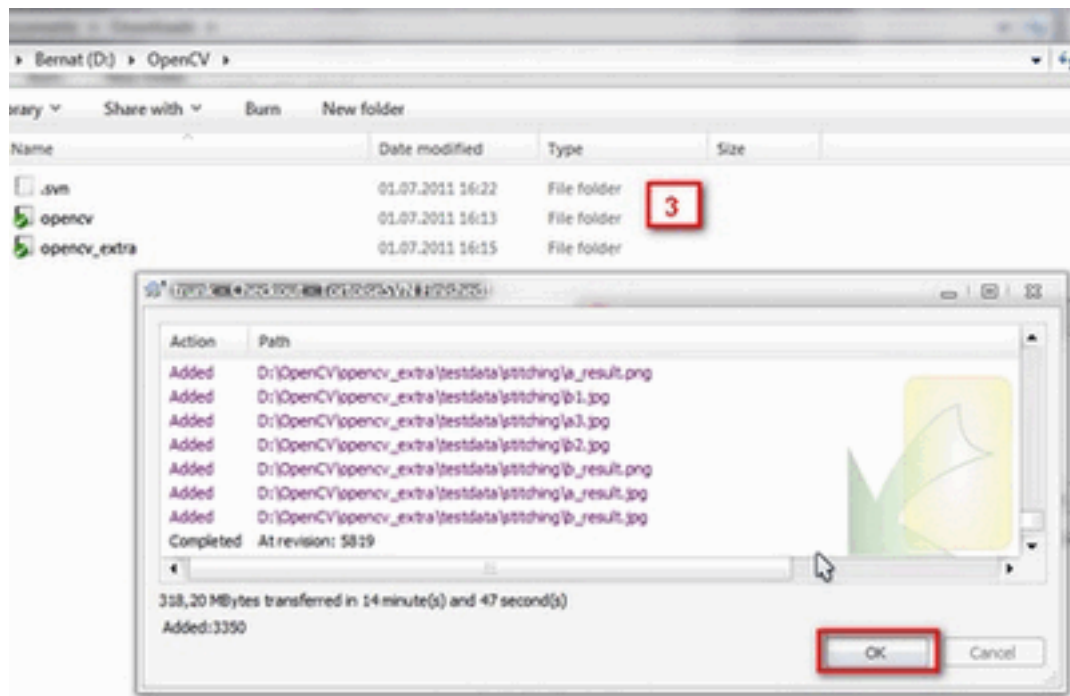 Bernat (D:) ▸ OpenCV ▸
Share with Burn New folder
Name Date modified Type Size
.svn 01.07.2011 16:22 File folder
opencv 01.07.2011 16:13 File folder
opencv_extra 01.07.2011 16:15 File folder
3
trunk - Checkout - TortoiseSVN Finished!
Action Path
Added D:\OpenCV\opencv_extra\testdata\stitching\a_result.png
Added D:\OpenCV\opencv_extra\testdata\stitching\b1.jpg
Added D:\OpenCV\opencv_extra\testdata\stitching\a3.jpg
Added D:\OpenCV\opencv_extra\testdata\stitching\b2.jpg
Added D:\OpenCV\opencv_extra\testdata\stitching\b_result.png
Added D:\OpenCV\opencv_extra\testdata\stitching\a_result.jpg
Added D:\OpenCV\opencv_extra\testdata\stitching\b_result.jpg
Completed At revision: 5819
318,20 MBytes transferred in 14 minute(s) and 47 second(s)
Added:3350
OK Cancel